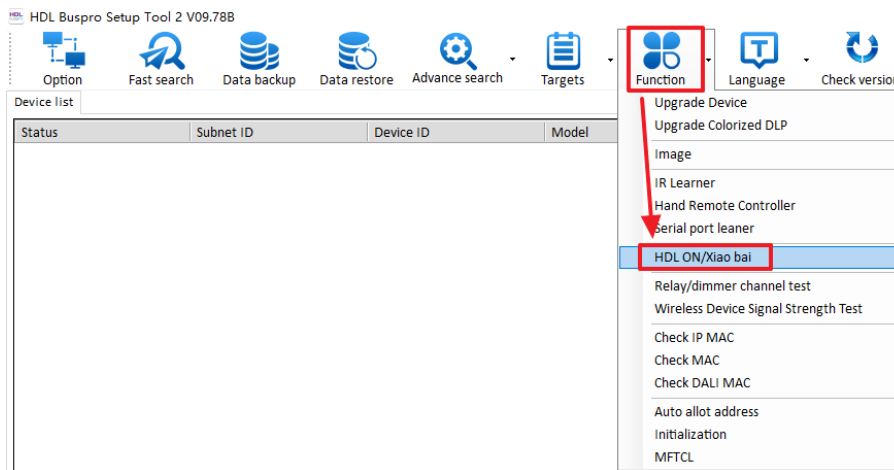 HDL Buspro Setup Tool 2 V09.78B
Option Fast search Data backup Data restore Advance search Targets Function Language Check version
Device list
Status Subnet ID Device ID Model
Upgrade Device
Upgrade Colorized DLP
Image
IR Learner
Hand Remote Controller
Serial port leaner
HDL ON/Xiao bai
Relay/dimmer channel test
Wireless Device Signal Strength Test
Check IP MAC
Check MAC
Check DALI MAC
Auto allot address
Initialization
MFTCL